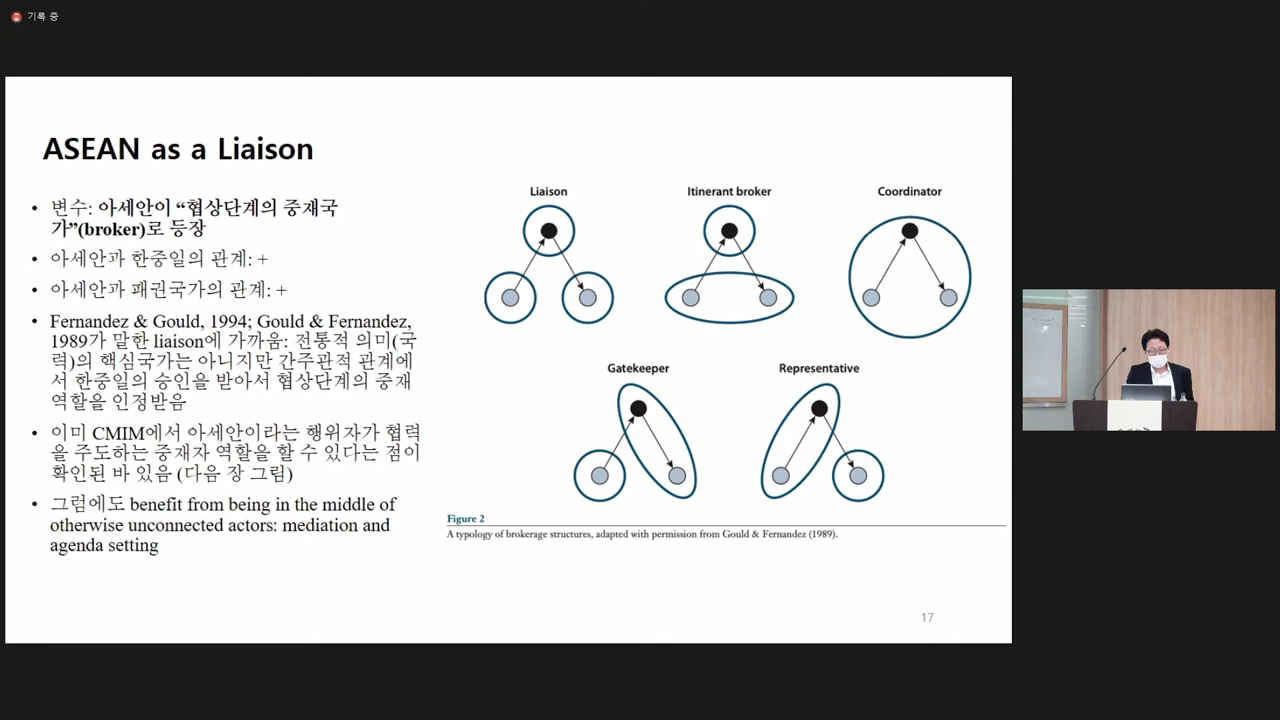 기록 중
ASEAN as a Liaison
• 변수: 아세안이 “협상단계의 중재국
가”(broker)로 등장
• 아세안과 한중일의 관계: +
• 아세안과 패권국가의 관계: +
• Fernandez & Gould, 1994; Gould & Fernandez,
1989가 말한 liaison에 가까움: 전통적 의미(국
력)의 핵심국가는 아니지만 간주관적 관계에
서 한중일의 승인을 받아서 협상단계의 중재
역할을 인정받음
• 이미 CMIM에서 아세안이라는 행위자가 협력
을 주도하는 중재자 역할을 할 수 있다는 점이
확인된 바 있음 (다음 장 그림)
• 그럼에도 benefit from being in the middle of
otherwise unconnected actors: mediation and
agenda setting
Liaison
Itinerant broker
Coordinator
Gatekeeper
Representative
Figure 2
A typology of brokerage structures, adapted with permission from Gould & Fernandez (1989).
17